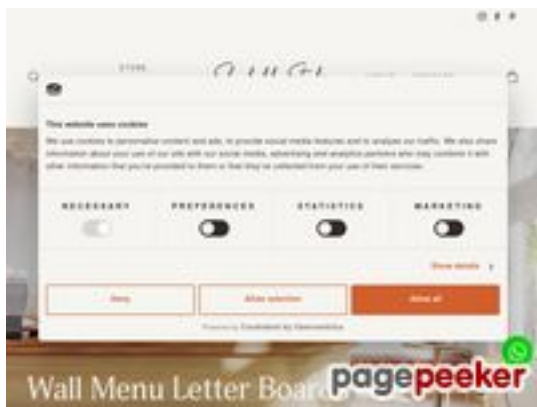 STORE
This website uses cookies
We use cookies to personalise content and ads, to provide social media features and to analyse our traffic. We also share
information about your use of our site with our social media, advertising and analytics partners who may combine it with
other information that you've provided to them or that they've collected from your use of their services.
NECESSARY PREFERENCES STATISTICS MARKETING
Show details
Deny Allow selection Allow all
Powered by Cookiebot by Usercentrics
Wall Menu Letter Board
pagepeeker